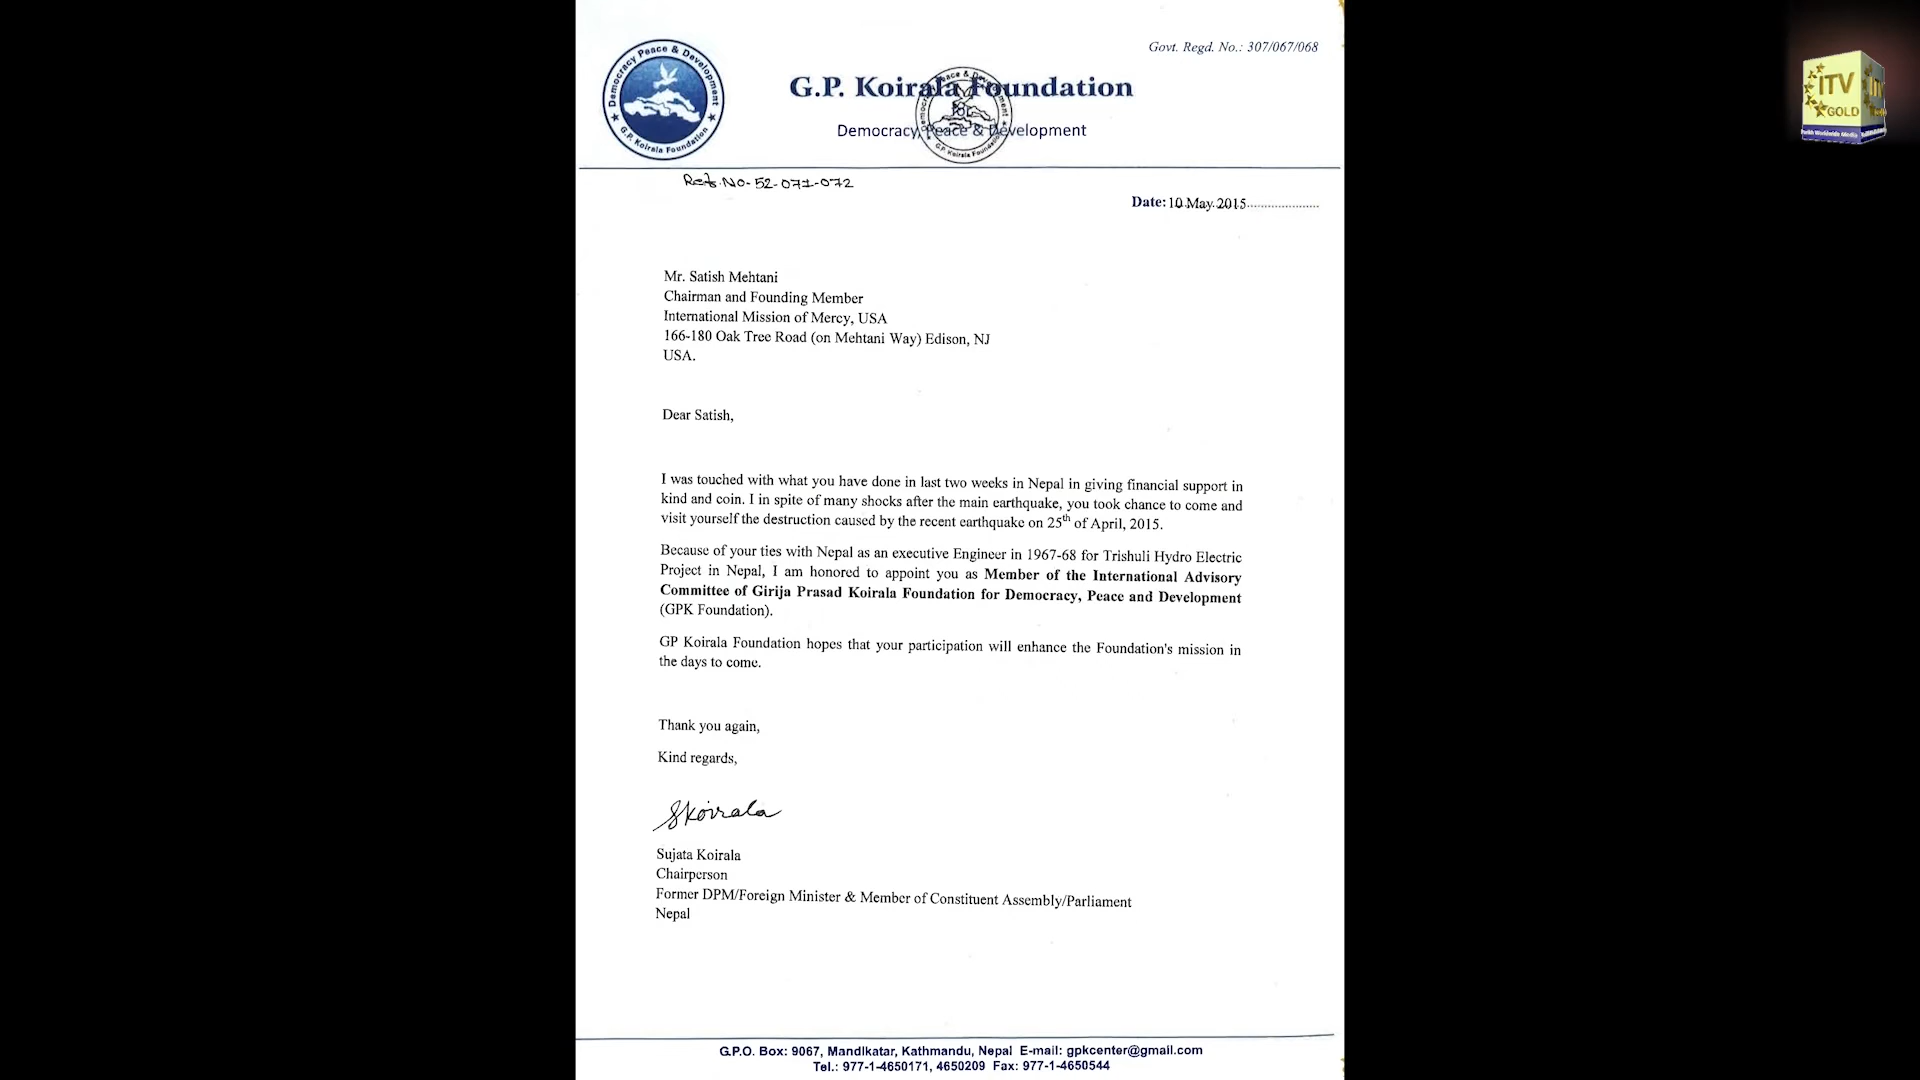 Govt. Regd. No.: 307/067/068
Democracy Peace & Development
G.P. Koirala Foundation
G.P. Koirala Foundation
for
Democracy, Peace & Development
Ref. No- 52-071-072
Date: 10 May 2015
Mr. Satish Mehtani
Chairman and Founding Member
International Mission of Mercy, USA
166-180 Oak Tree Road (on Mehtani Way) Edison, NJ
USA.
Dear Satish,
I was touched with what you have done in last two weeks in Nepal in giving financial support in
kind and coin. I in spite of many shocks after the main earthquake, you took chance to come and
visit yourself the destruction caused by the recent earthquake on 25th of April, 2015.
Because of your ties with Nepal as an executive Engineer in 1967-68 for Trishuli Hydro Electric
Project in Nepal, I am honored to appoint you as Member of the International Advisory
Committee of Girija Prasad Koirala Foundation for Democracy, Peace and Development
(GPK Foundation).
GP Koirala Foundation hopes that your participation will enhance the Foundation's mission in
the days to come.
Thank you again,
Kind regards,
SKoirala
Sujata Koirala
Chairperson
Former DPM/Foreign Minister & Member of Constituent Assembly/Parliament
Nepal
G.P.O. Box: 9067, Mandikatar, Kathmandu, Nepal E-mail: gpkcenter@gmail.com
Tel.: 977-1-4650171, 4650209 Fax: 977-1-4650544
ITV
GOLD